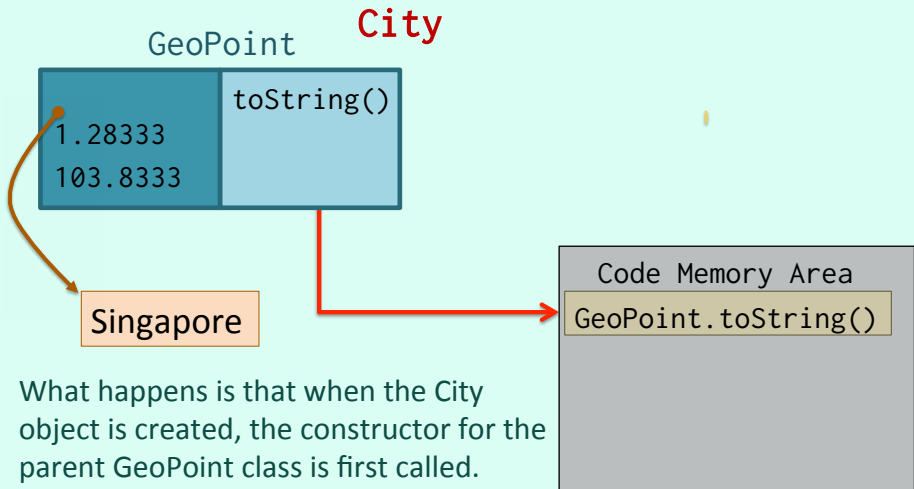 City
GeoPoint
toString()
1.28333
103.8333
Code Memory Area
GeoPoint.toString()
Singapore
What happens is that when the City
object is created, the constructor for the
parent GeoPoint class is first called.